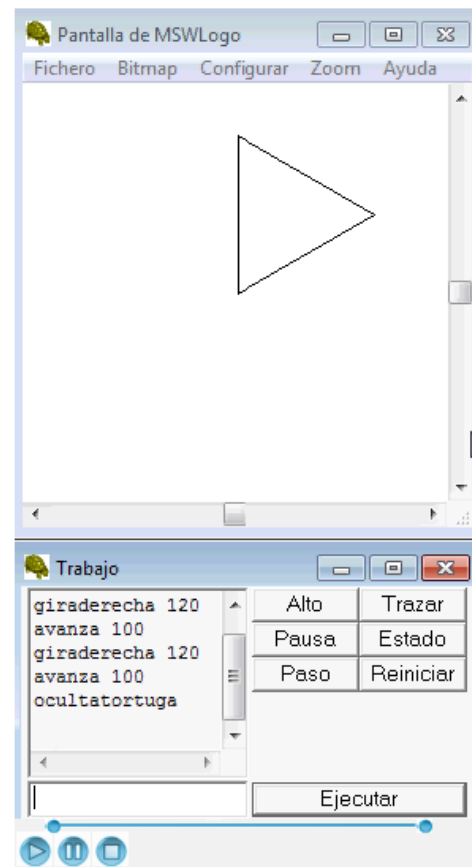 Pantalla de MSWLogo
Fichero Bitmap Configurar Zoom Ayuda
Trabajo
giraderecha 120
avanza 100
giraderecha 120
avanza 100
ocultatortuga
Alto Trazar
Pausa Estado
Paso Reiniciar
Ejecutar